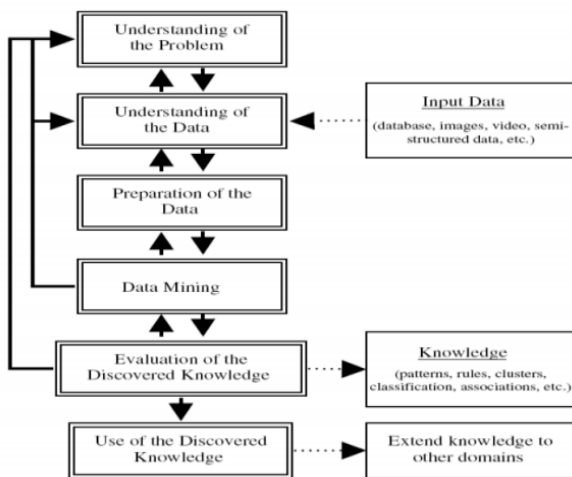 Understanding of
the Problem
Understanding of
the Data
Input Data
(database, images, video, semi-
structured data, etc.)
Preparation of the
Data
Data Mining
Evaluation of the
Discovered Knowledge
Knowledge
(patterns, rules, clusters,
classification, associations, etc.)
Use of the Discovered
Knowledge
Extend knowledge to
other domains